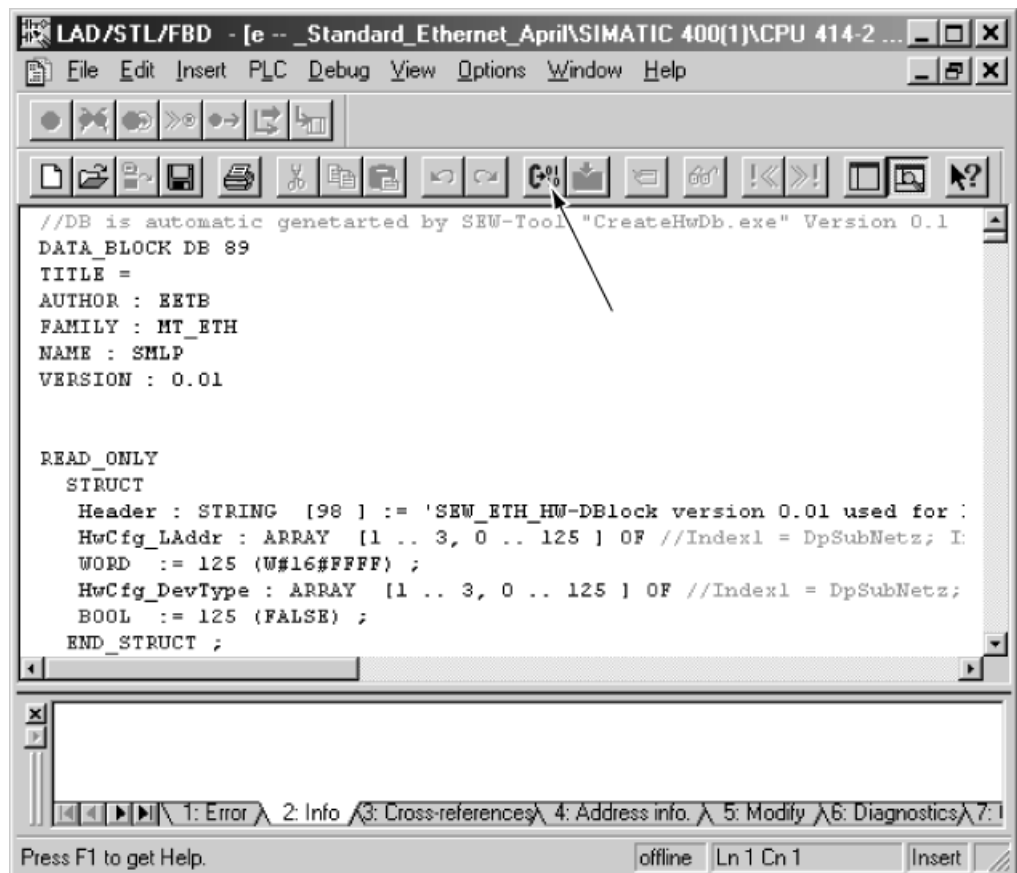 LAD/STL/FBD - [e -- _Standard_Ethernet_April\SIMATIC 400(1)\CPU 414-2 ...
File Edit Insert PLC Debug View Options Window Help
//DB is automatic genetarted by SEW-Tool "CreateHwDb.exe" Version 0.1
DATA_BLOCK DB 89
TITLE =
AUTHOR : EETB
FAMILY : MT_ETH
NAME : SMLP
VERSION : 0.01
READ_ONLY
STRUCT
Header : STRING [98 ] := 'SEW_ETH_HW-DBlock version 0.01 used for
HwCfg_LAddr : ARRAY [1 .. 3, 0 .. 125 ] OF //Index1 = DpSubNetz;
WORD := 125 (W#16#FFFF) ;
HwCfg_DevType : ARRAY [1 .. 3, 0 .. 125 ] OF //Index1 = DpSubNetz;
BOOL := 125 (FALSE) ;
END_STRUCT ;
1: Error 2: Info 3: Cross-references 4: Address info. 5: Modify 6: Diagnostics 7:
Press F1 to get Help. offline Ln 1 Cn 1 Insert